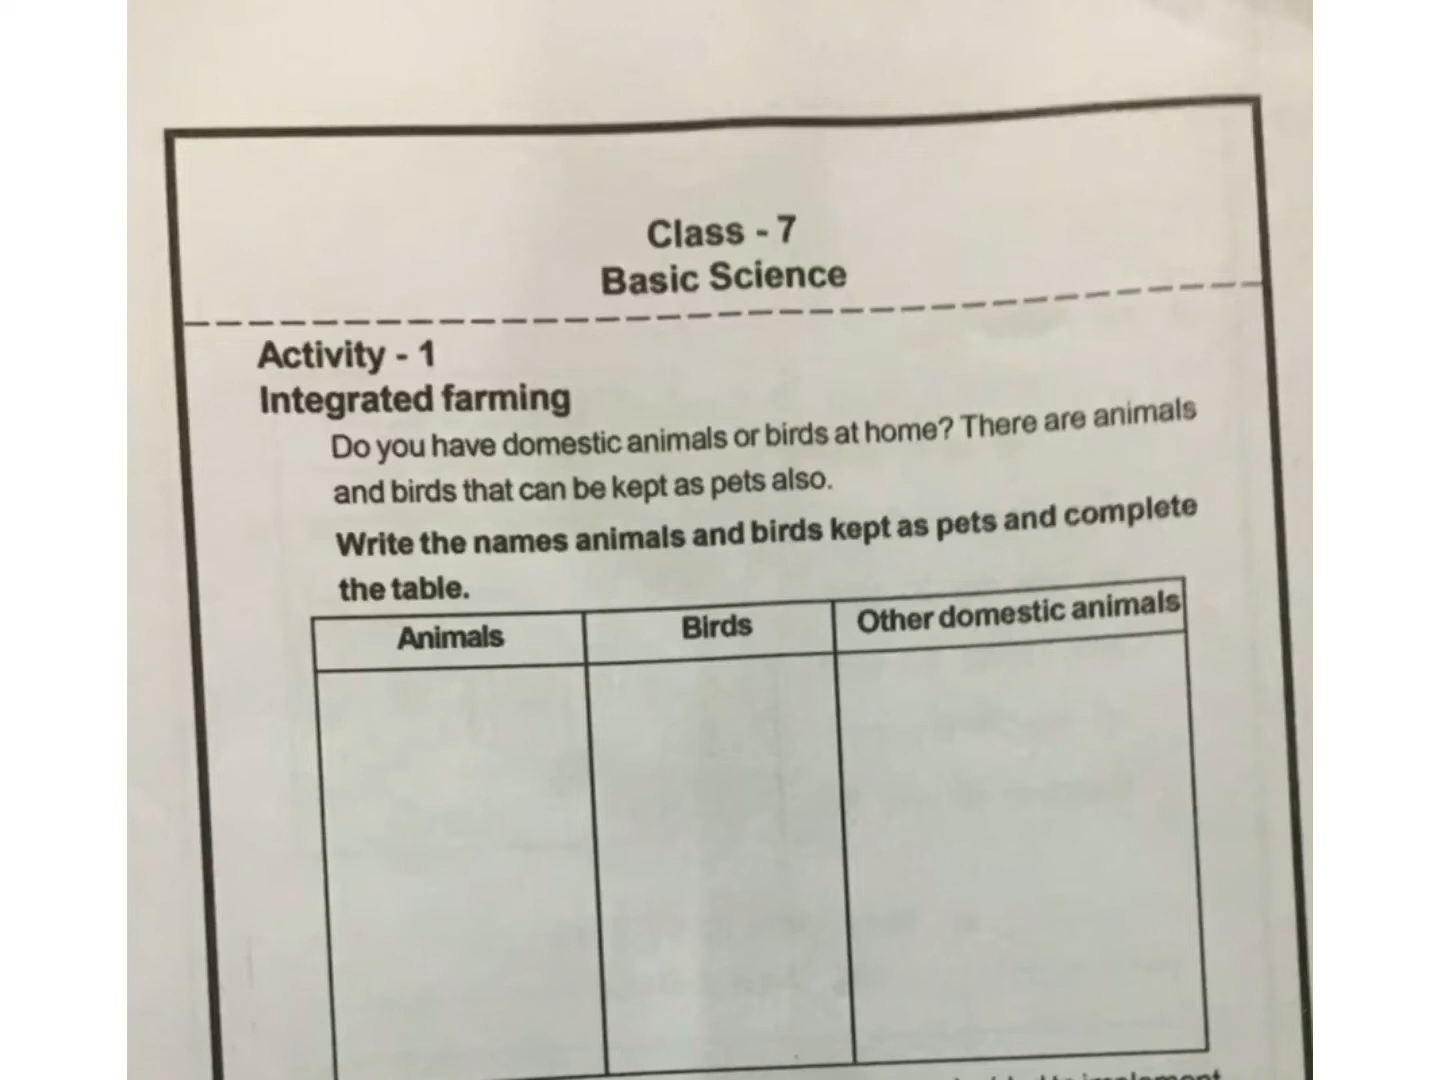 Class - 7
Basic Science
Activity - 1
Integrated farming
Do you have domestic animals or birds at home? There are animals
and birds that can be kept as pets also.
Write the names animals and birds kept as pets and complete
the table.
Animals Birds Other domestic animals
implement